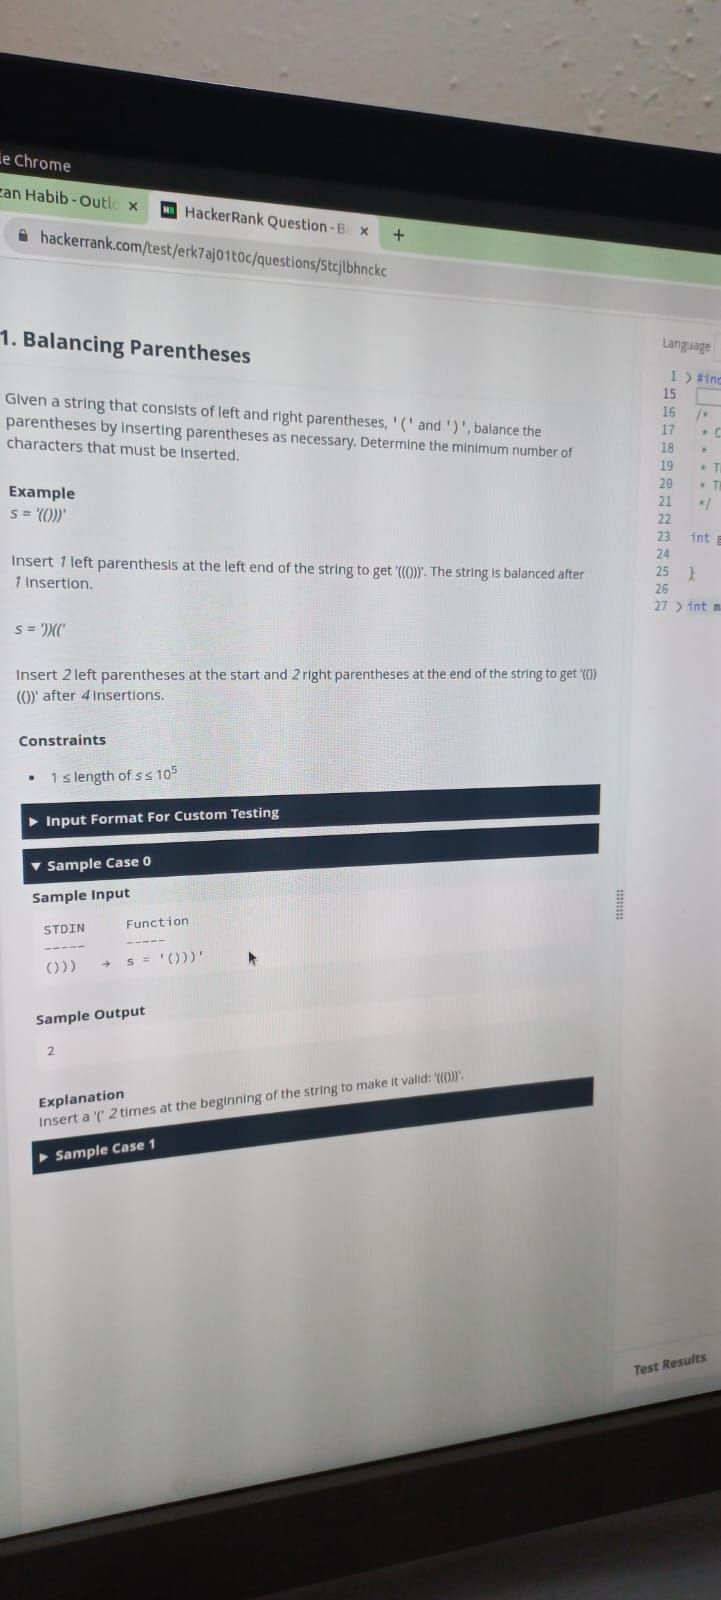 le Chrome
zan Habib - Outlo ×
HackerRank Question - B ×
+
hackerrank.com/test/erk7aj01t0c/questions/5tcjlbhnckc
1. Balancing Parentheses
Given a string that consists of left and right parentheses, '(' and ')', balance the
parentheses by inserting parentheses as necessary. Determine the minimum number of
characters that must be inserted.
Example
s = '(()))'
Insert 1 left parenthesis at the left end of the string to get '((()))'. The string is balanced after
1 insertion.
s = '))(('
Insert 2 left parentheses at the start and 2 right parentheses at the end of the string to get '(())
(())' after 4 insertions.
Constraints
• 1 ≤ length of s ≤ 10⁵
▶ Input Format For Custom Testing
▼ Sample Case 0
Sample Input
STDIN Function
----- -----
())) → s = '()))'
Sample Output
2
Explanation
Insert a '(' 2 times at the beginning of the string to make it valid: '((()))'.
▶ Sample Case 1
Language
1 > #inc
15
16 /*
17 * C
18 *
19 * T
20 * Th
21 */
22
23 int g
24
25 }
26
27 > int m
Test Results